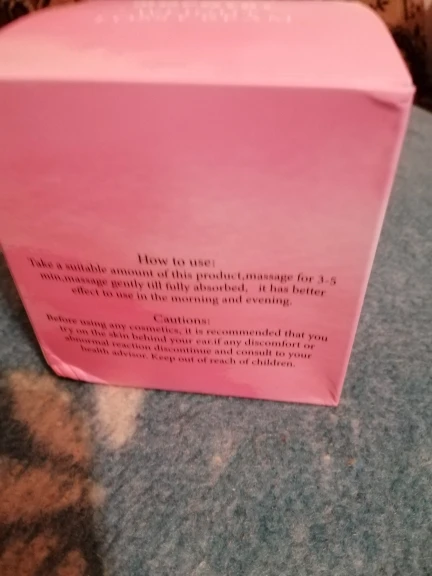 How to use:
Take a suitable amount of this product,massage for 3-5
min,massage gently till fully absorbed, it has better
effect to use in the morning and evening.
Cautions:
Before using any cosmetics, it is recommended that you
try on the skin behind your ear.if any discomfort or
abnormal reaction discontinue and consult to your
health advisor. Keep out of reach of children.